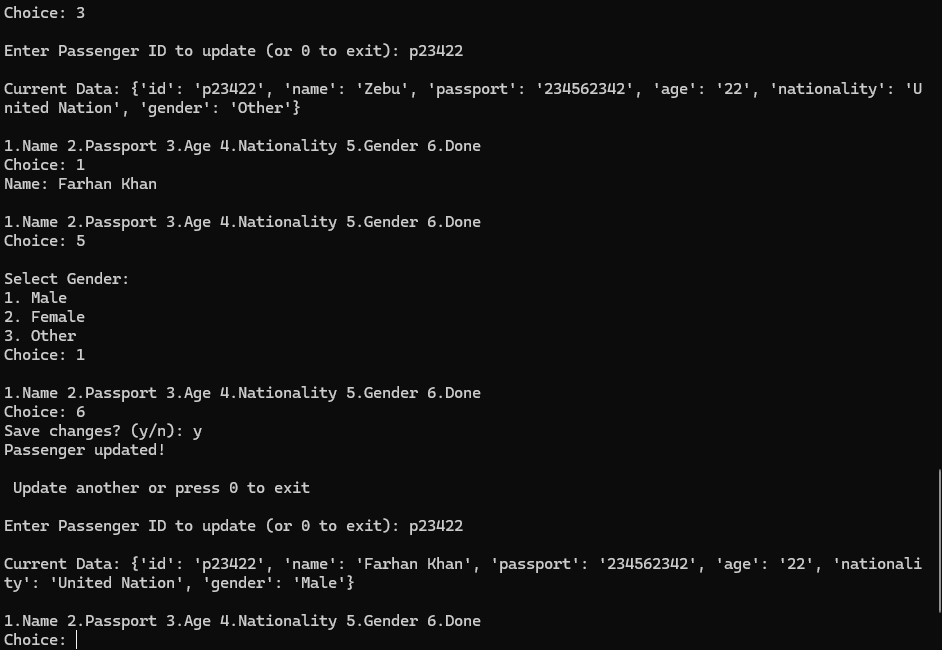 Choice: 3
Enter Passenger ID to update (or 0 to exit): p23422
Current Data: {'id': 'p23422', 'name': 'Zebu', 'passport': '234562342', 'age': '22', 'nationality': 'U
nited Nation', 'gender': 'Other'}
1.Name 2.Passport 3.Age 4.Nationality 5.Gender 6.Done
Choice: 1
Name: Farhan Khan
1.Name 2.Passport 3.Age 4.Nationality 5.Gender 6.Done
Choice: 5
Select Gender:
1. Male
2. Female
3. Other
Choice: 1
1.Name 2.Passport 3.Age 4.Nationality 5.Gender 6.Done
Choice: 6
Save changes? (y/n): y
Passenger updated!
Update another or press 0 to exit
Enter Passenger ID to update (or 0 to exit): p23422
Current Data: {'id': 'p23422', 'name': 'Farhan Khan', 'passport': '234562342', 'age': '22', 'nationali
ty': 'United Nation', 'gender': 'Male'}
1.Name 2.Passport 3.Age 4.Nationality 5.Gender 6.Done
Choice: